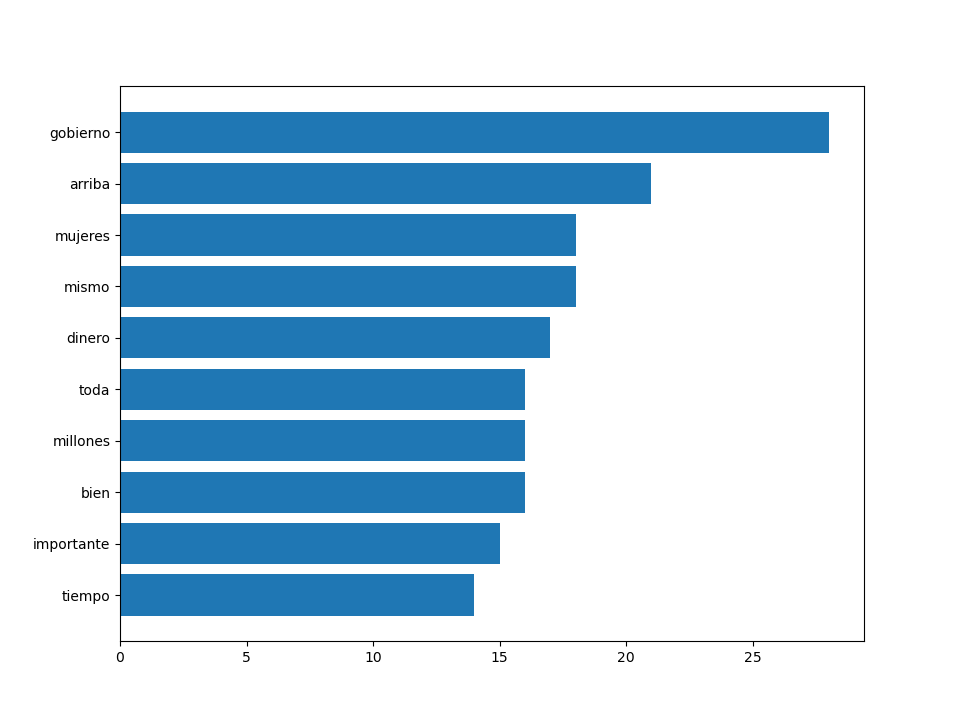 gobierno
arriba
mujeres
mismo
dinero
toda
millones
bien
importante
tiempo
0 5 10 15 20 25